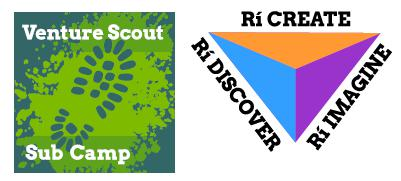 Venture Scout
Sub Camp
Rí CREATE
Rí DISCOVER
Rí IMAGINE